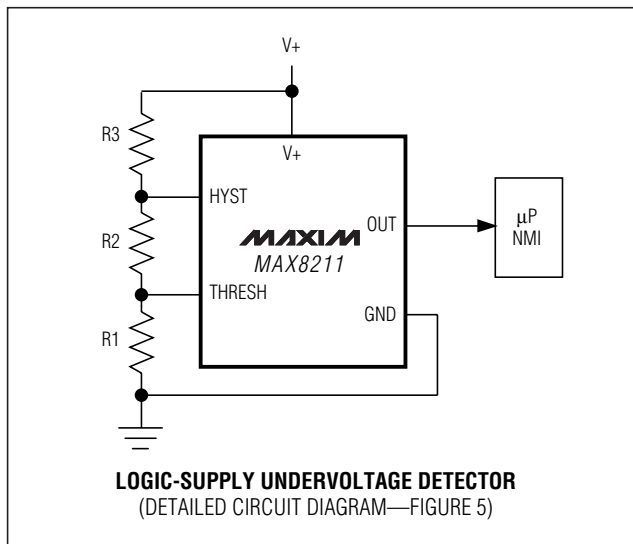 V+
R3
V+
HYST
R2
MAXIM
MAX8211
OUT
µP
NMI
THRESH
GND
R1
LOGIC-SUPPLY UNDERVOLTAGE DETECTOR
(DETAILED CIRCUIT DIAGRAM—FIGURE 5)